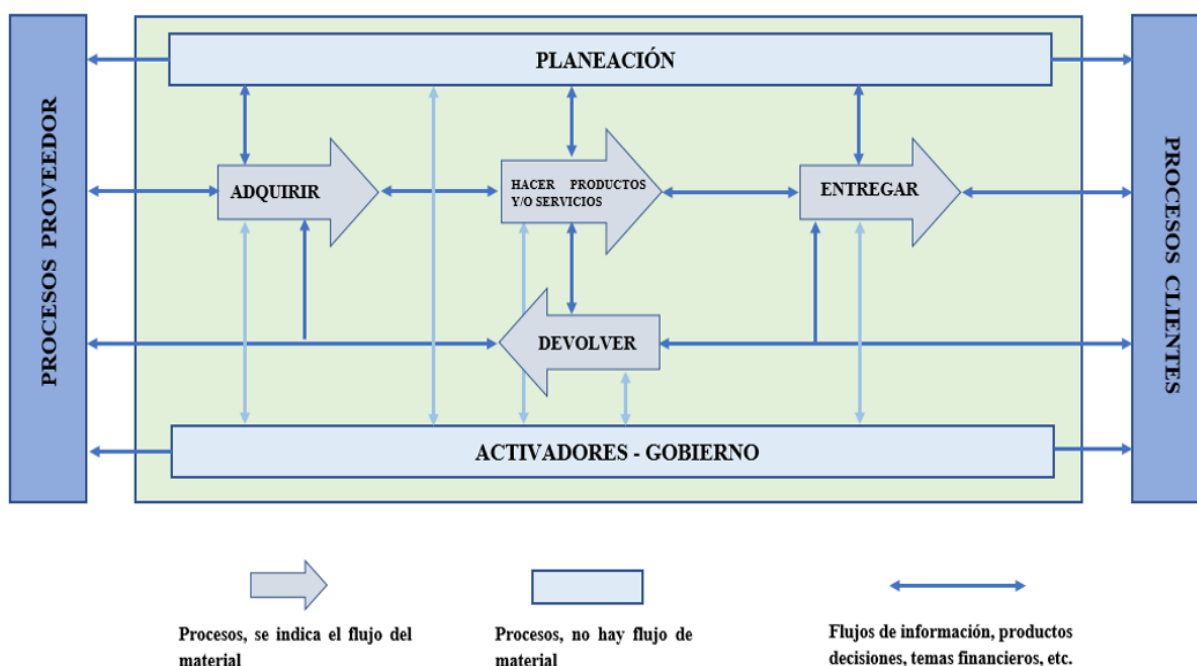 PLANEACIÓN
PROCESOS PROVEEDOR
PROCESOS CLIENTES
ADQUIRIR
HACER PRODUCTOS
Y/O SERVICIOS
ENTREGAR
DEVOLVER
ACTIVADORES - GOBIERNO
Procesos, se indica el flujo del
material
Procesos, no hay flujo de
material
Flujos de información, productos
decisiones, temas financieros, etc.